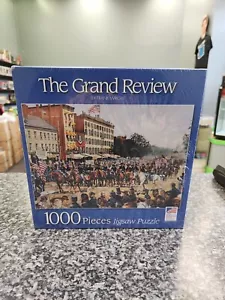 The Grand Review
1000 Pieces Jigsaw Puzzle